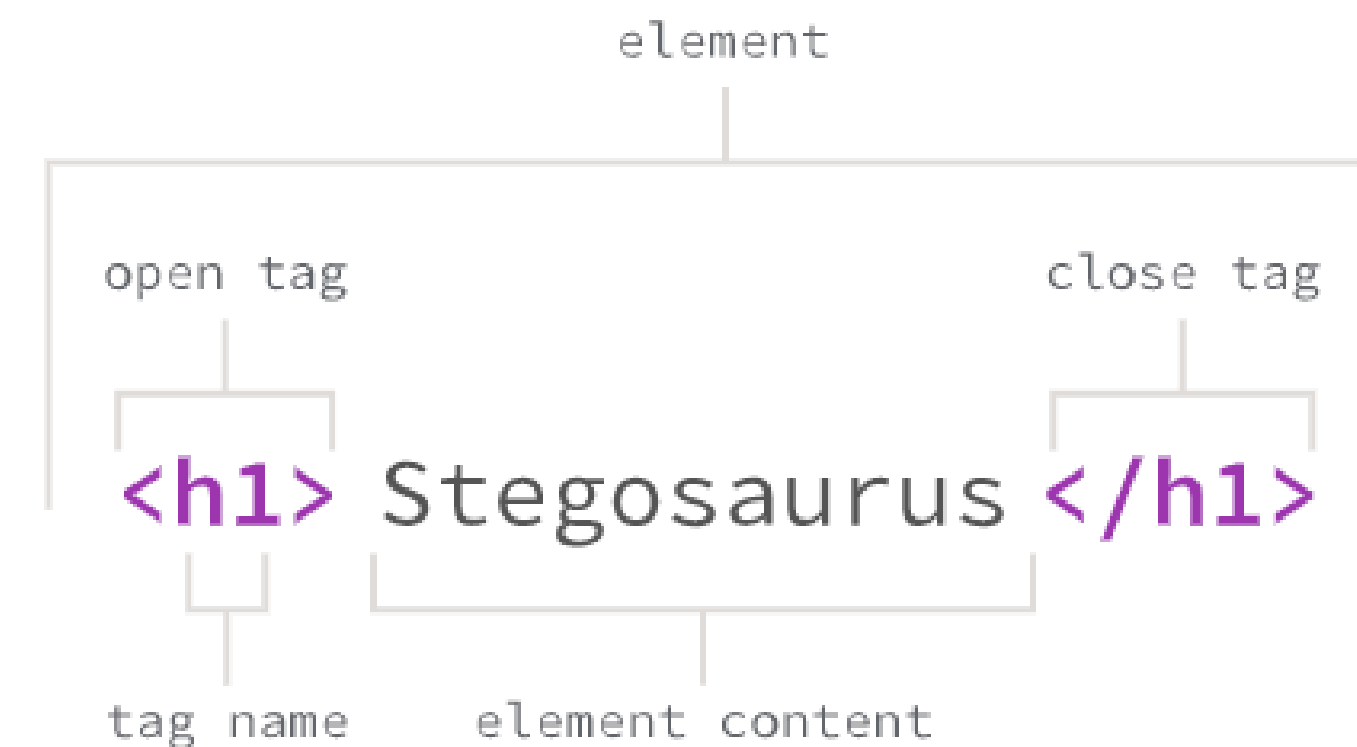 element
open tag close tag
<h1> Stegosaurus </h1>
tag name element content